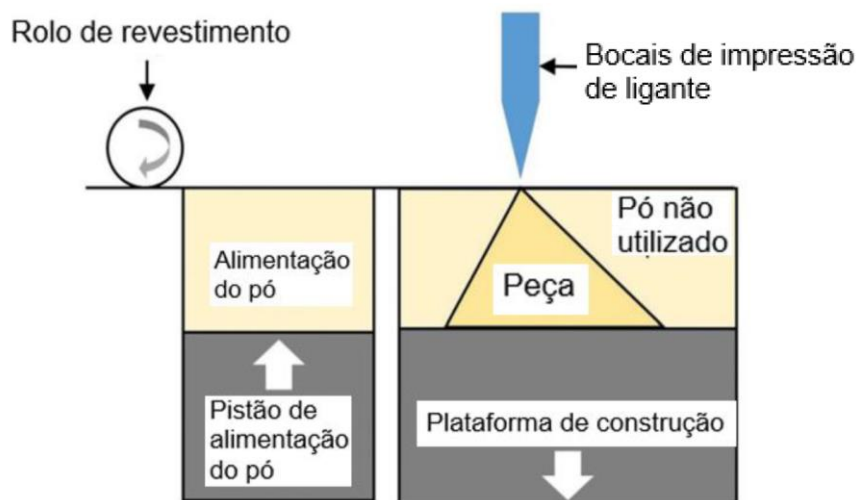 Rolo de revestimento
Bocais de impressão
de ligante
Pó não
utilizado
Alimentação
do pó
Peça
Pistão de
alimentação
do pó
Plataforma de construção